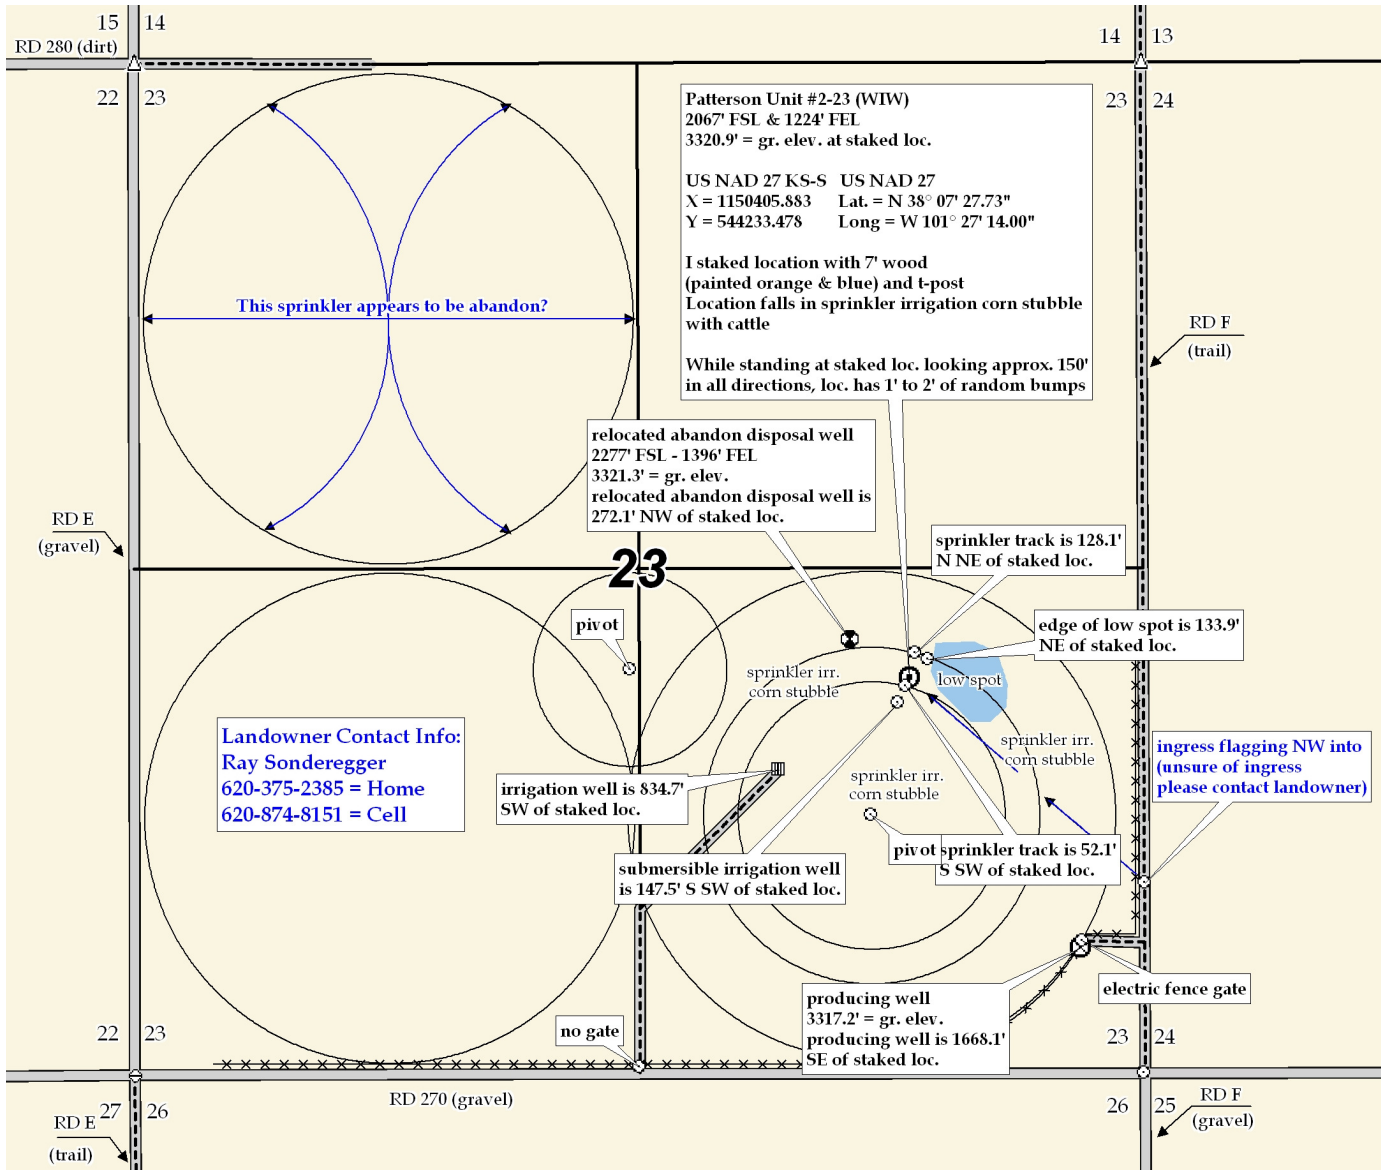 15 14
RD 280 (dirt)
22 23
14 13
23 24
Patterson Unit #2-23 (WIW)
2067' FSL & 1224' FEL
3320.9' = gr. elev. at staked loc.
US NAD 27 KS-S US NAD 27
X = 1150405.883 Lat. = N 38° 07' 27.73"
Y = 544233.478 Long = W 101° 27' 14.00"
I staked location with 7' wood
(painted orange & blue) and t-post
Location falls in sprinkler irrigation corn stubble
with cattle
While standing at staked loc. looking approx. 150'
in all directions, loc. has 1' to 2' of random bumps
This sprinkler appears to be abandon?
RD F
(trail)
relocated abandon disposal well
2277' FSL - 1396' FEL
3321.3' = gr. elev.
relocated abandon disposal well is
272.1' NW of staked loc.
RD E
(gravel)
sprinkler track is 128.1'
N NE of staked loc.
23
pivot
edge of low spot is 133.9'
NE of staked loc.
sprinkler irr.
corn stubble
low spot
Landowner Contact Info:
Ray Sonderegger
620-375-2385 = Home
620-874-8151 = Cell
sprinkler irr.
corn stubble
ingress flagging NW into
(unsure of ingress
please contact landowner)
irrigation well is 834.7'
SW of staked loc.
sprinkler irr.
corn stubble
pivot
sprinkler track is 52.1'
S SW of staked loc.
submersible irrigation well
is 147.5' S SW of staked loc.
electric fence gate
producing well
3317.2' = gr. elev.
producing well is 1668.1'
SE of staked loc.
no gate
22 23
23 24
RD 270 (gravel)
27 26
RD E
(trail)
26 25
RD F
(gravel)